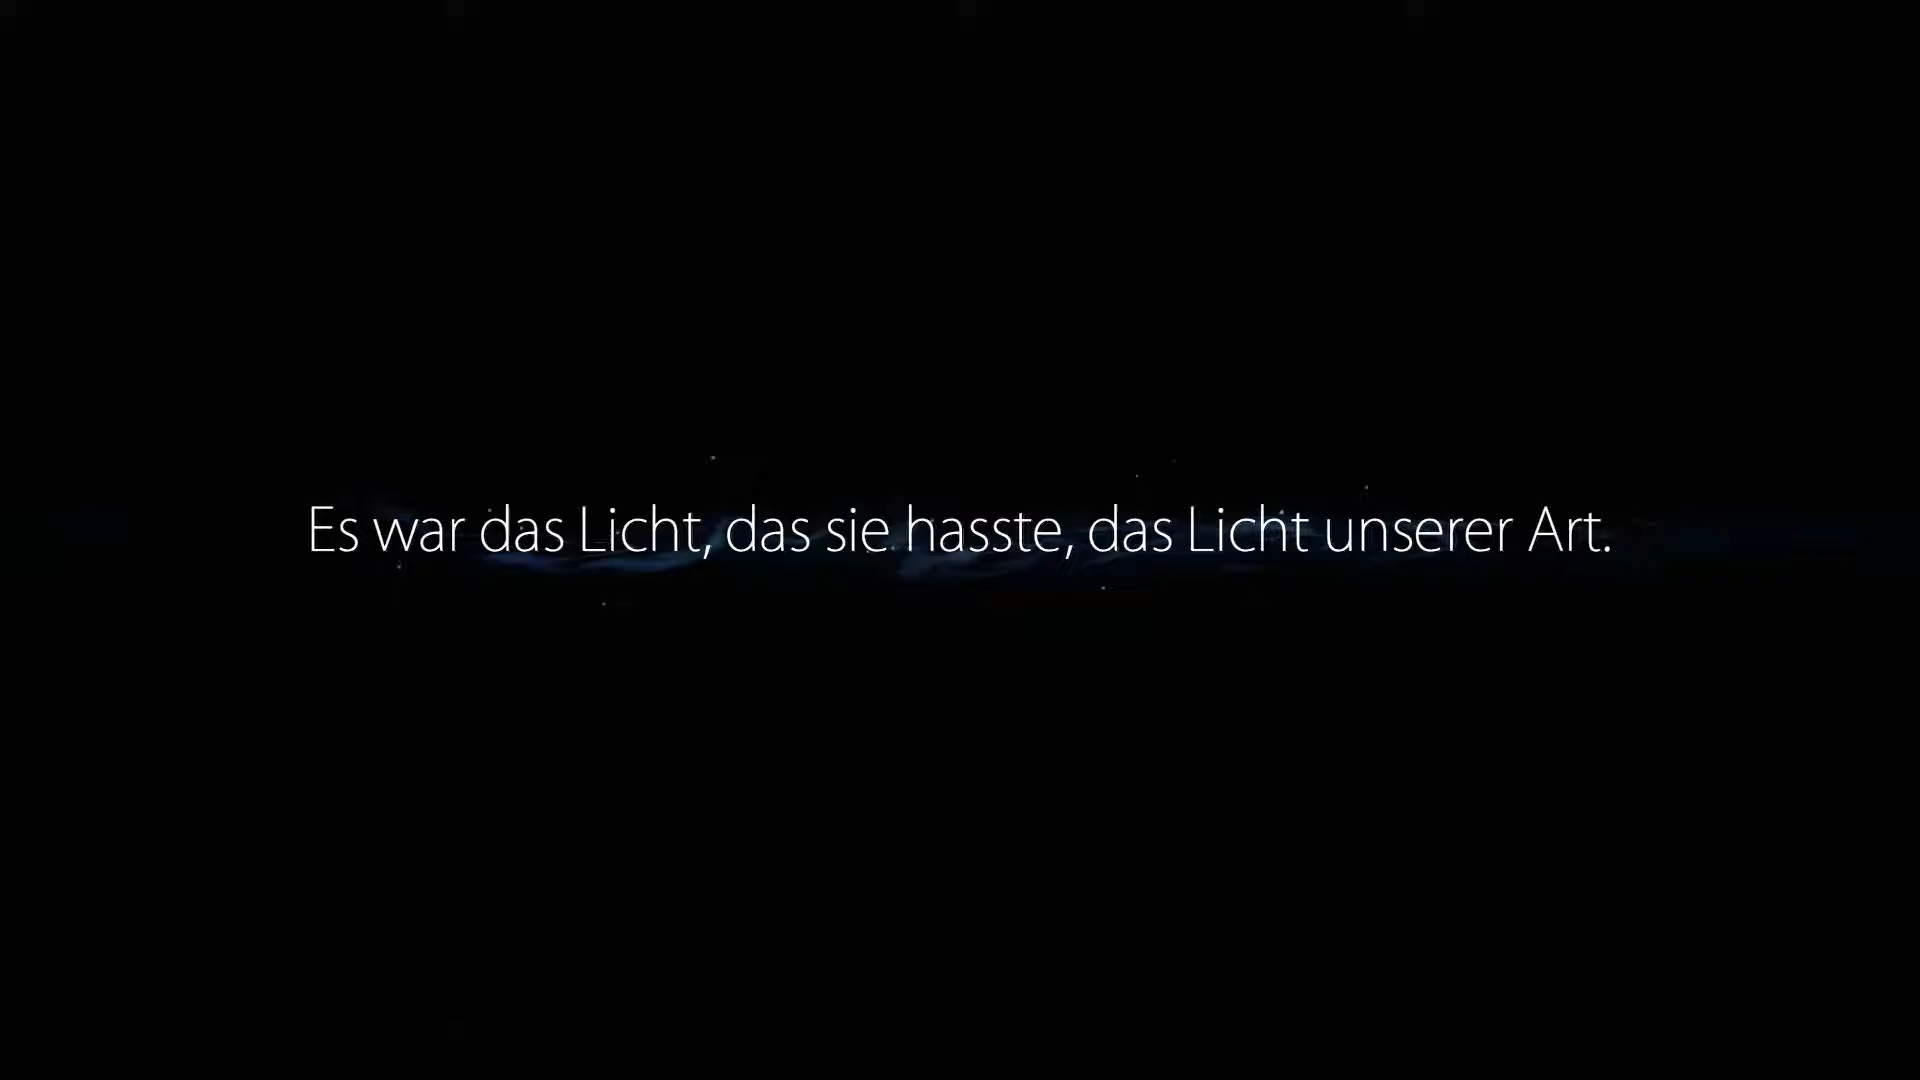 Es war das Licht, das sie hasste, das Licht unserer Art.